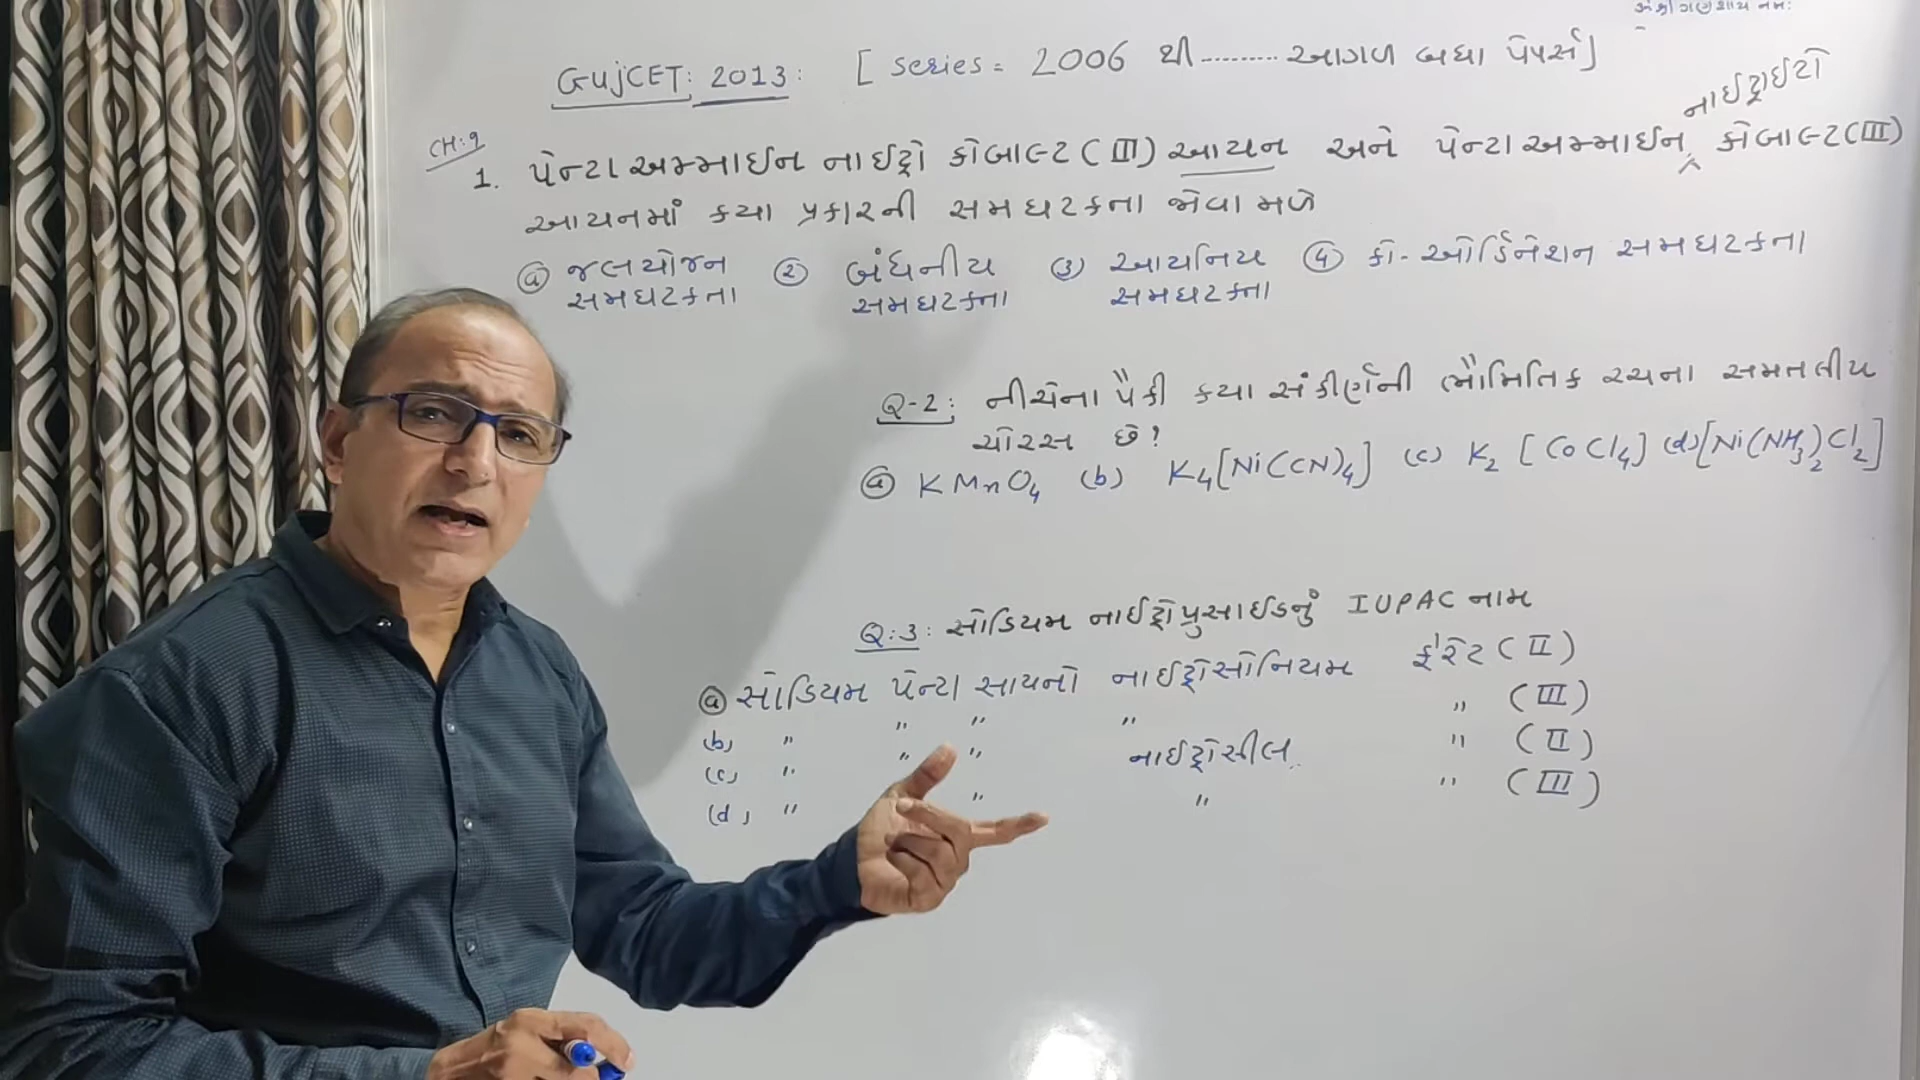 ૐ શ્રી ગણેશાય નમ:
GUJCET: 2013: [ series = 2006 થી ......... આગળ બધા પેપર્સ ]
CH:9
નાઈટ્રાઈટો
1. પેન્ટાઅમ્માઈન નાઈટ્રો કોબાલ્ટ (III) આયન અને પેન્ટાઅમ્માઈન ^ કોબાલ્ટ (III)
આયનમાં કયા પ્રકારની સમઘટકતા જોવા મળે
(a) જલયોજન (2) બંધનીય (3) આયનિય (4) કો-ઓર્ડિનેશન સમઘટકતા
સમઘટકતા સમઘટકતા સમઘટકતા
Q-2: નીચેના પૈકી કયા સંકીર્ણની ભૌમિતિક રચના સમતલીય
ચોરસ છે?
(a) KMnO4 (b) K4[Ni(CN)4] (c) K2 [CoCl4] (d) [Ni(NH3)2Cl2]
Q:3: સોડિયમ નાઈટ્રોપ્રુસાઈડનું IUPAC નામ
(a) સોડિયમ પેન્ટા સાયનો નાઈટ્રોસોનિયમ ફેરેટ (II)
(b) " " " " " (III)
(c) " " " નાઈટ્રોસીલ " (II)
(d) " " " " (III)